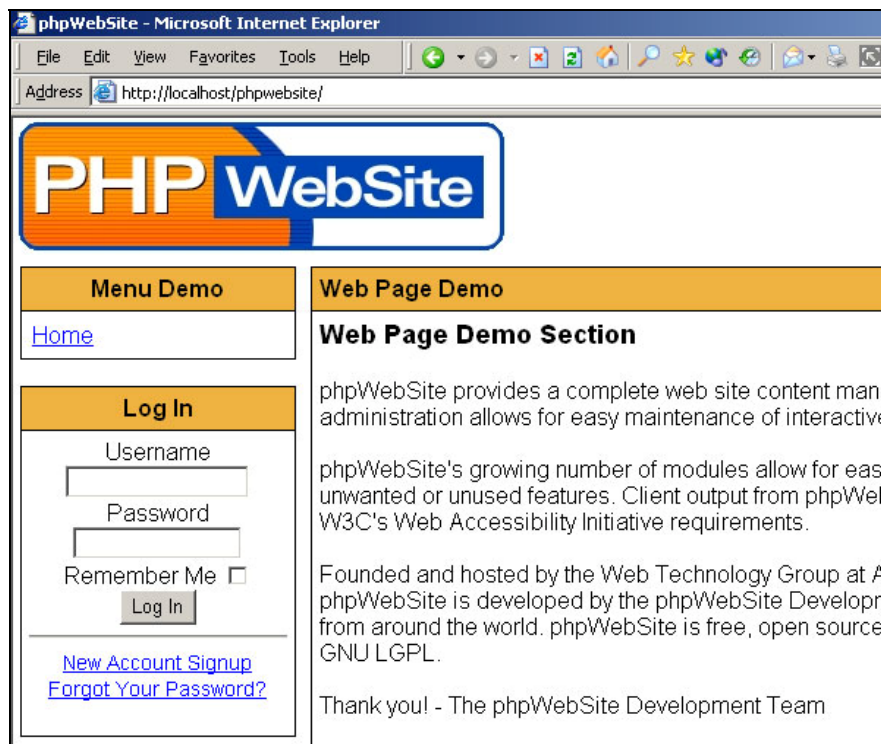 phpWebSite - Microsoft Internet Explorer
File Edit View Favorites Tools Help
Address http://localhost/phpwebsite/
PHP WebSite
Menu Demo
Home
Log In
Username
Password
Remember Me
Log In
New Account Signup
Forgot Your Password?
Web Page Demo
Web Page Demo Section
phpWebSite provides a complete web site content man
administration allows for easy maintenance of interactive
phpWebSite's growing number of modules allow for eas
unwanted or unused features. Client output from phpWel
W3C's Web Accessibility Initiative requirements.
Founded and hosted by the Web Technology Group at A
phpWebSite is developed by the phpWebSite Developr
from around the world. phpWebSite is free, open source
GNU LGPL.
Thank you! - The phpWebSite Development Team